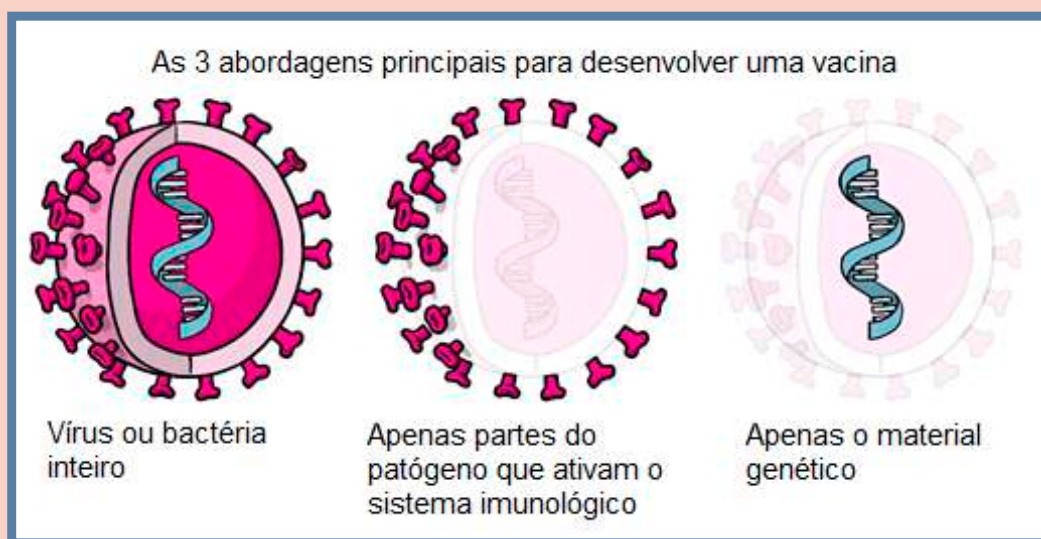 As 3 abordagens principais para desenvolver uma vacina
Vírus ou bactéria
inteiro
Apenas partes do
patógeno que ativam o
sistema imunológico
Apenas o material
genético